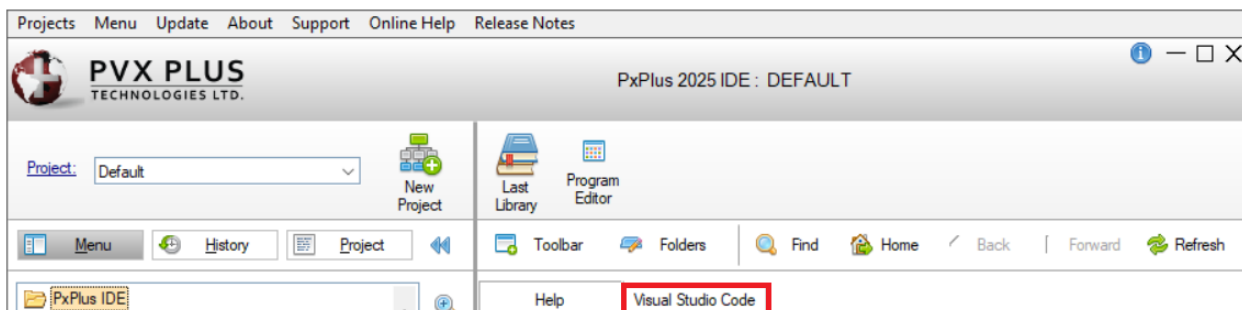 Projects Menu Update About Support Online Help Release Notes
PVX PLUS
TECHNOLOGIES LTD.
PxPlus 2025 IDE : DEFAULT
Project: Default
New
Project
Last
Library
Program
Editor
Menu History Project
Toolbar Folders Find Home Back Forward Refresh
PxPlus IDE
Help Visual Studio Code